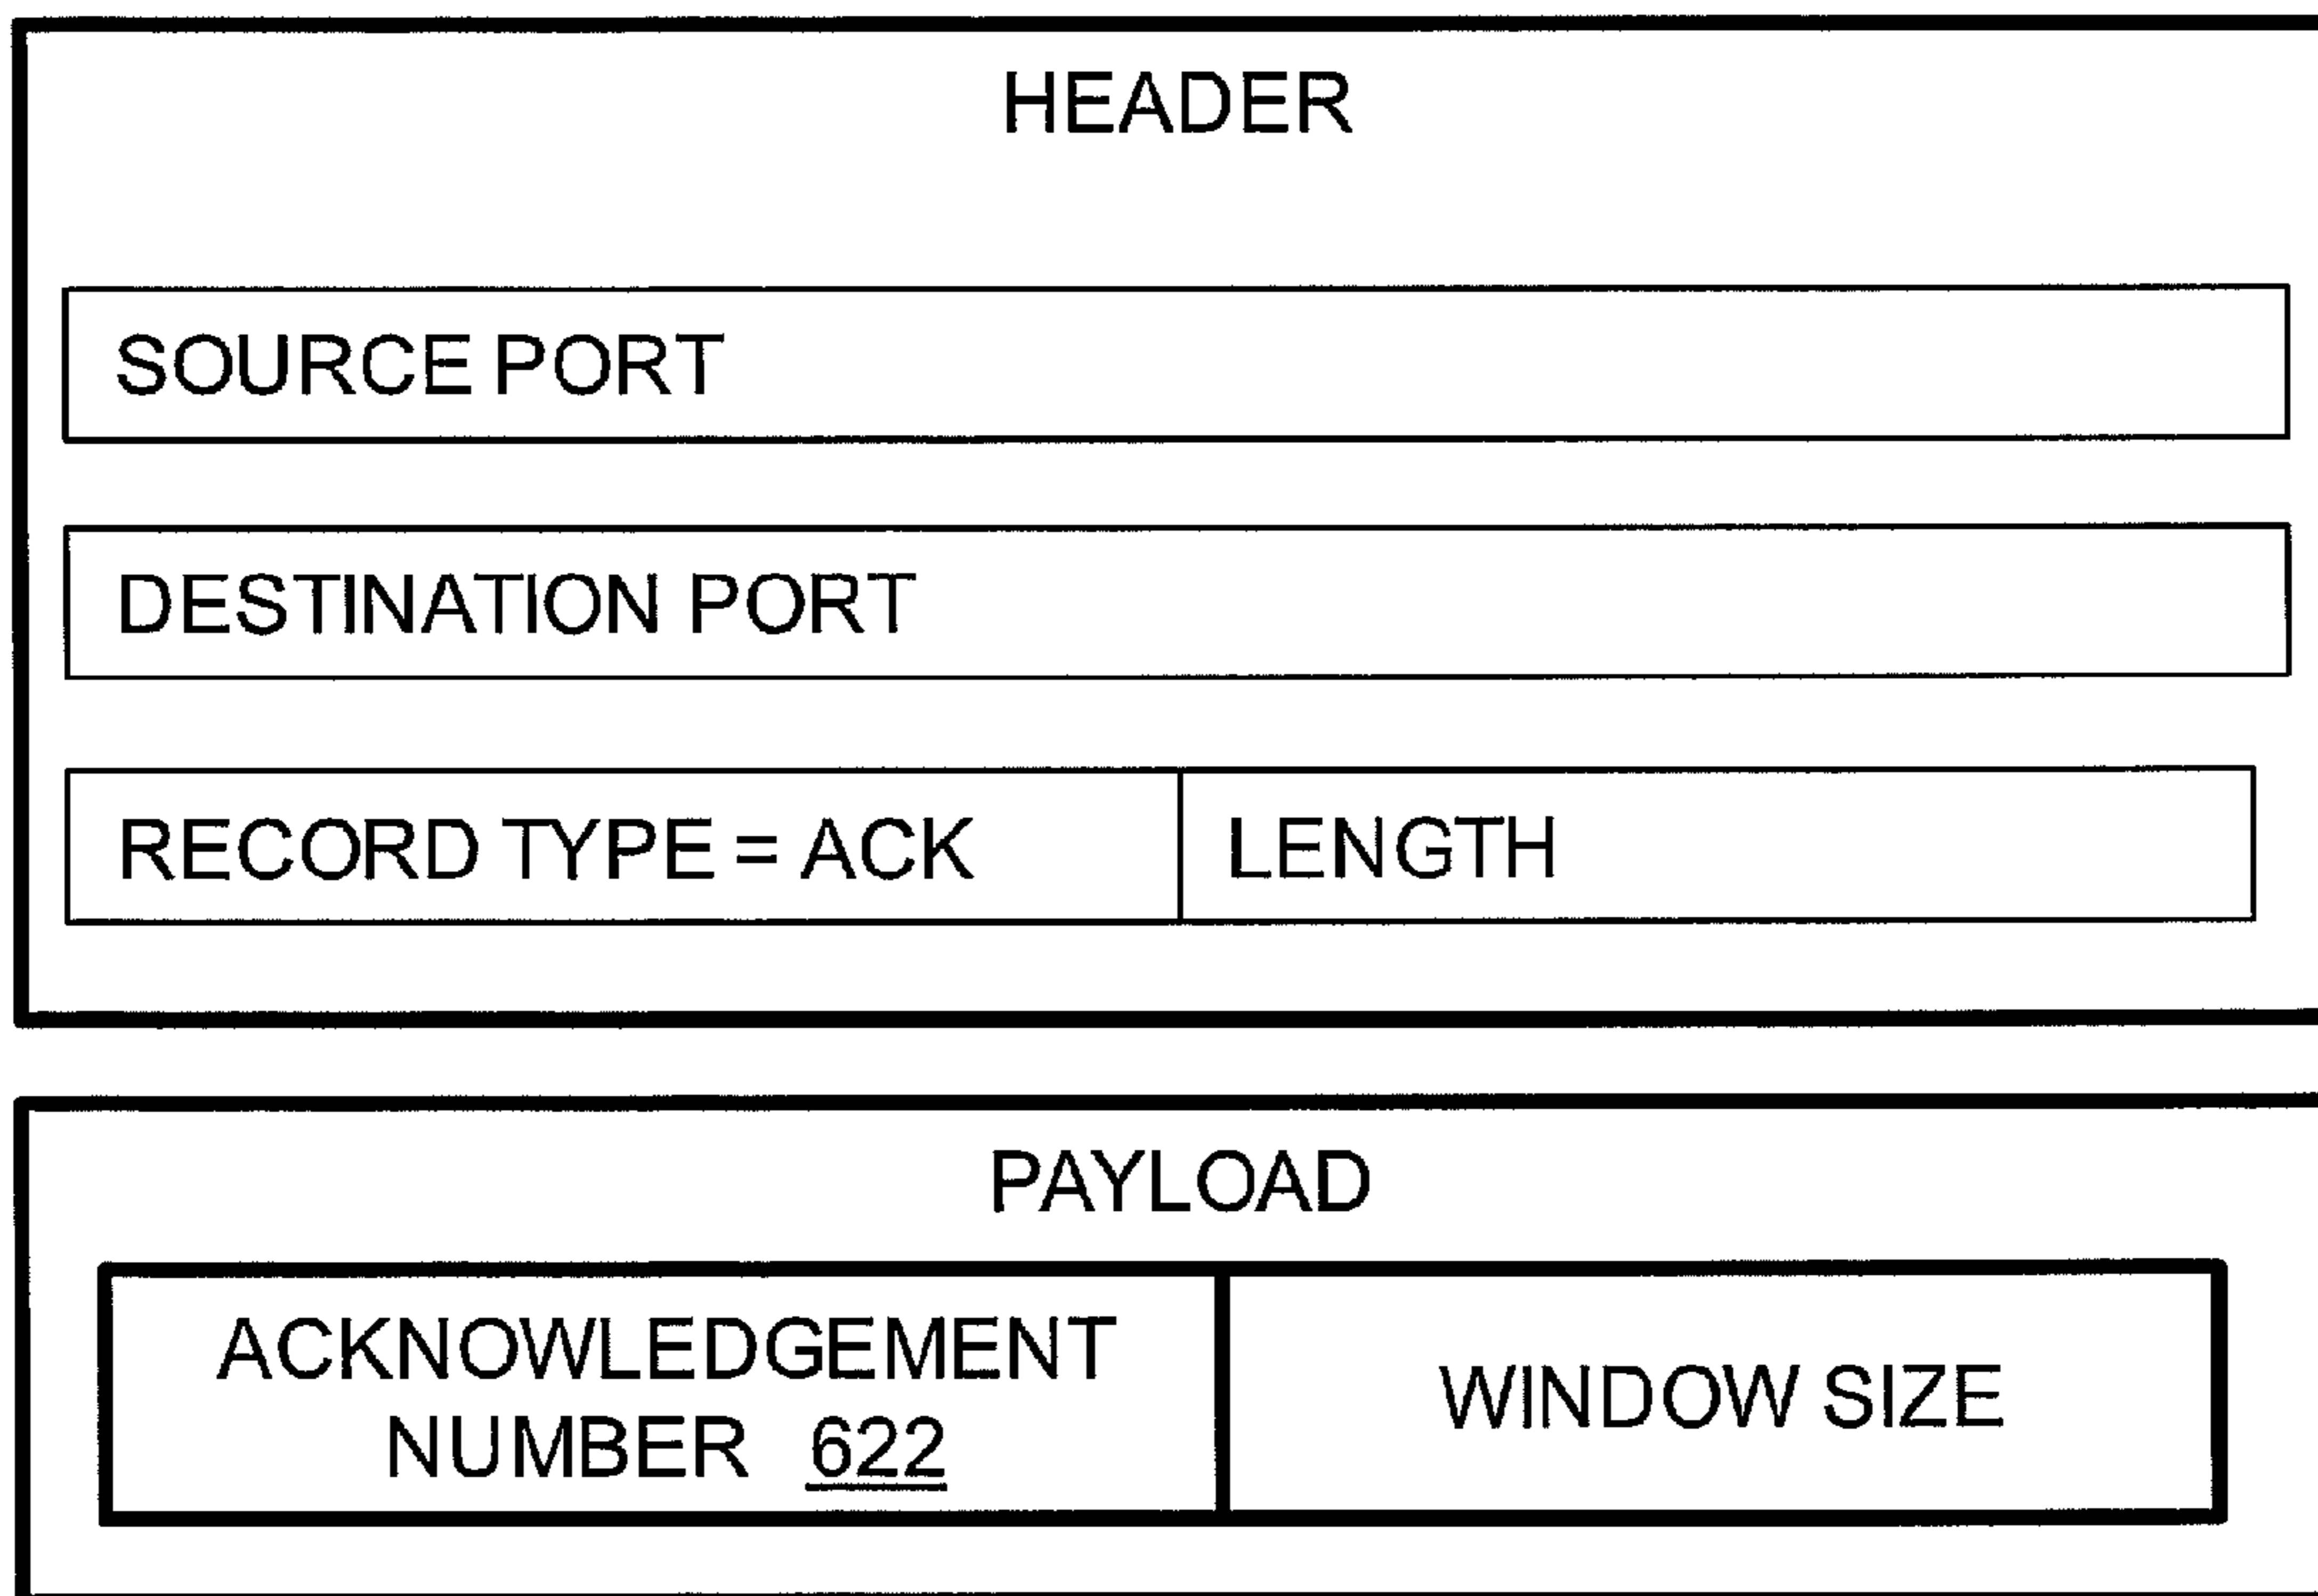 HEADER
SOURCE PORT
DESTINATION PORT
RECORD TYPE = ACK
LENGTH
PAYLOAD
ACKNOWLEDGEMENT
NUMBER 622
WINDOW SIZE